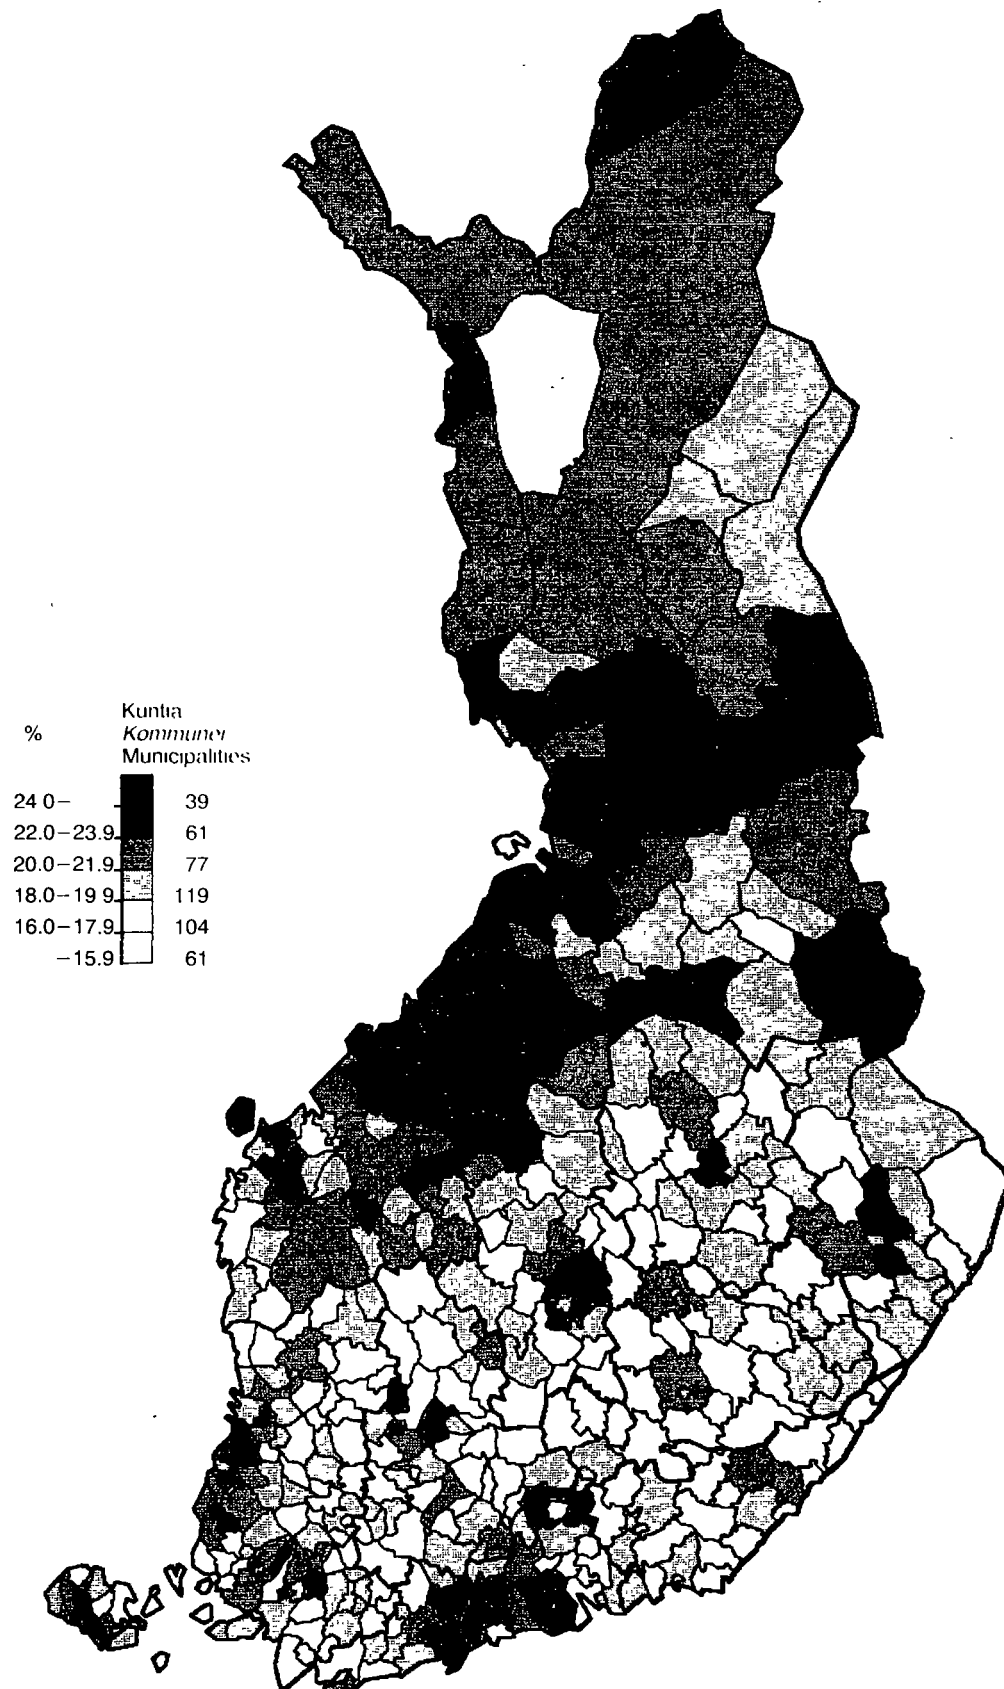 Kuntia
% Kommuner
Municipalities
24 0– 39
22.0–23.9 61
20.0–21.9 77
18.0–19 9 119
16.0–17.9 104
–15.9 61